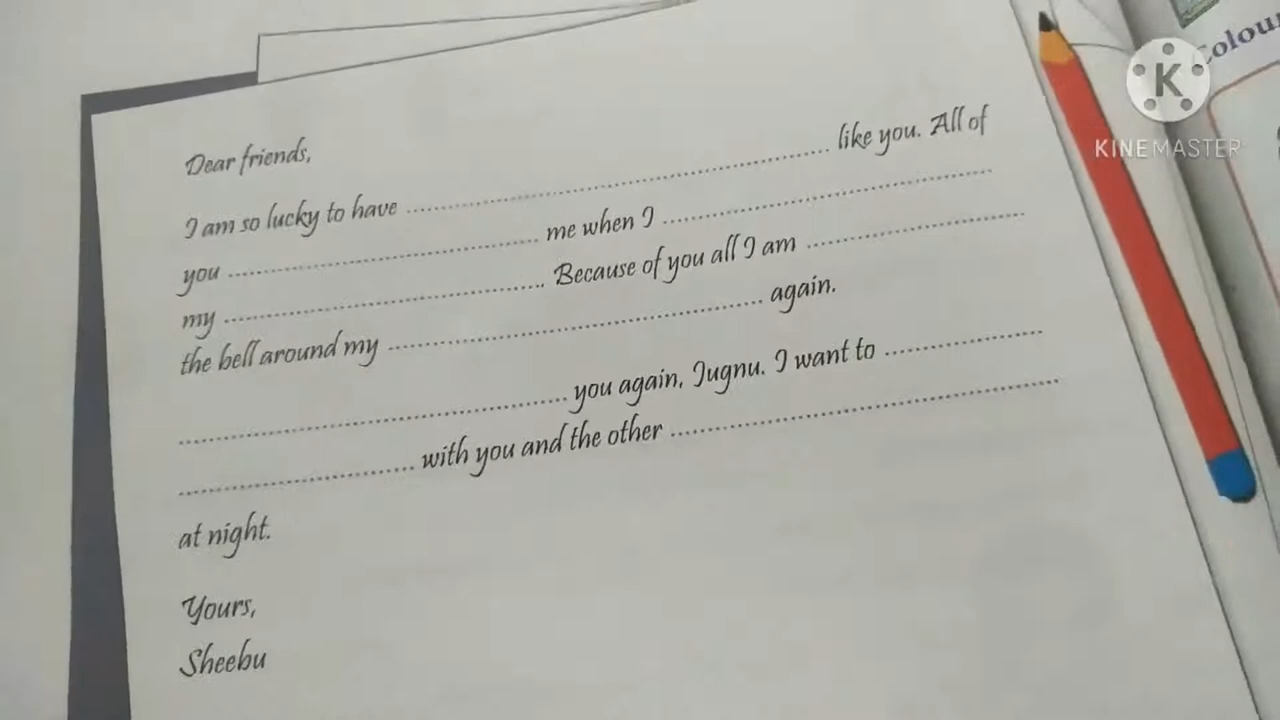 Dear friends,
I am so lucky to have ........................ like you. All of
you ........................ me when I ........................
my ........................ Because of you all I am ........................
the bell around my ........................ again.
........................ you again, Jugnu. I want to ........................
........................ with you and the other ........................
at night.
Yours,
Sheebu
Colour
K
KINEMASTER